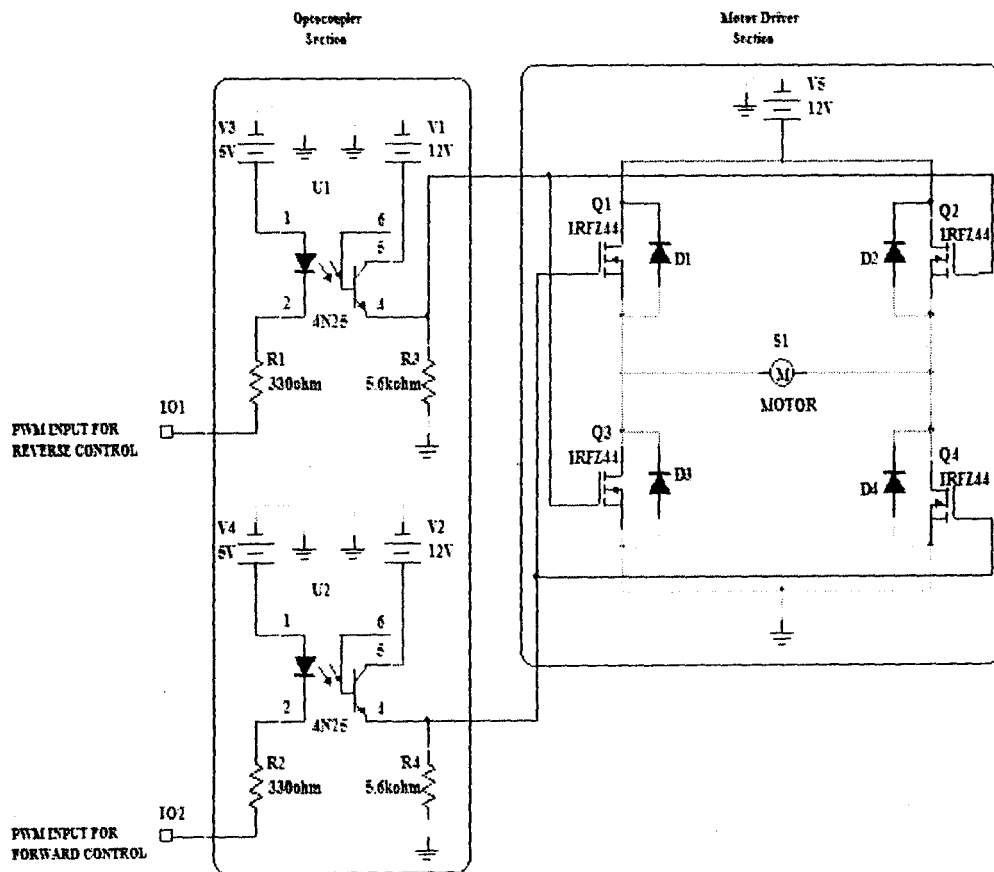 Optocoupler
Section
Motor Driver
Section
V3
5V
V1
12V
U1
1
6
5
2
4
4N25
R1
330ohm
R3
5.6kohm
IO1
PWM INPUT FOR
REVERSE CONTROL
V4
5V
V2
12V
U2
1
6
5
2
4
4N25
R2
330ohm
R4
5.6kohm
IO2
PWM INPUT FOR
FORWARD CONTROL
V5
12V
Q1
IRFZ44
D1
D2
Q2
IRFZ44
S1
M
MOTOR
Q3
IRFZ44
D3
D4
Q4
IRFZ44